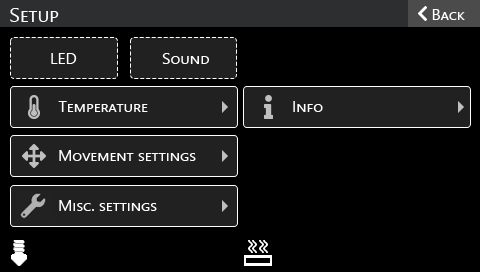 Setup
Back
LED
Sound
Temperature
Info
Movement settings
Misc. settings